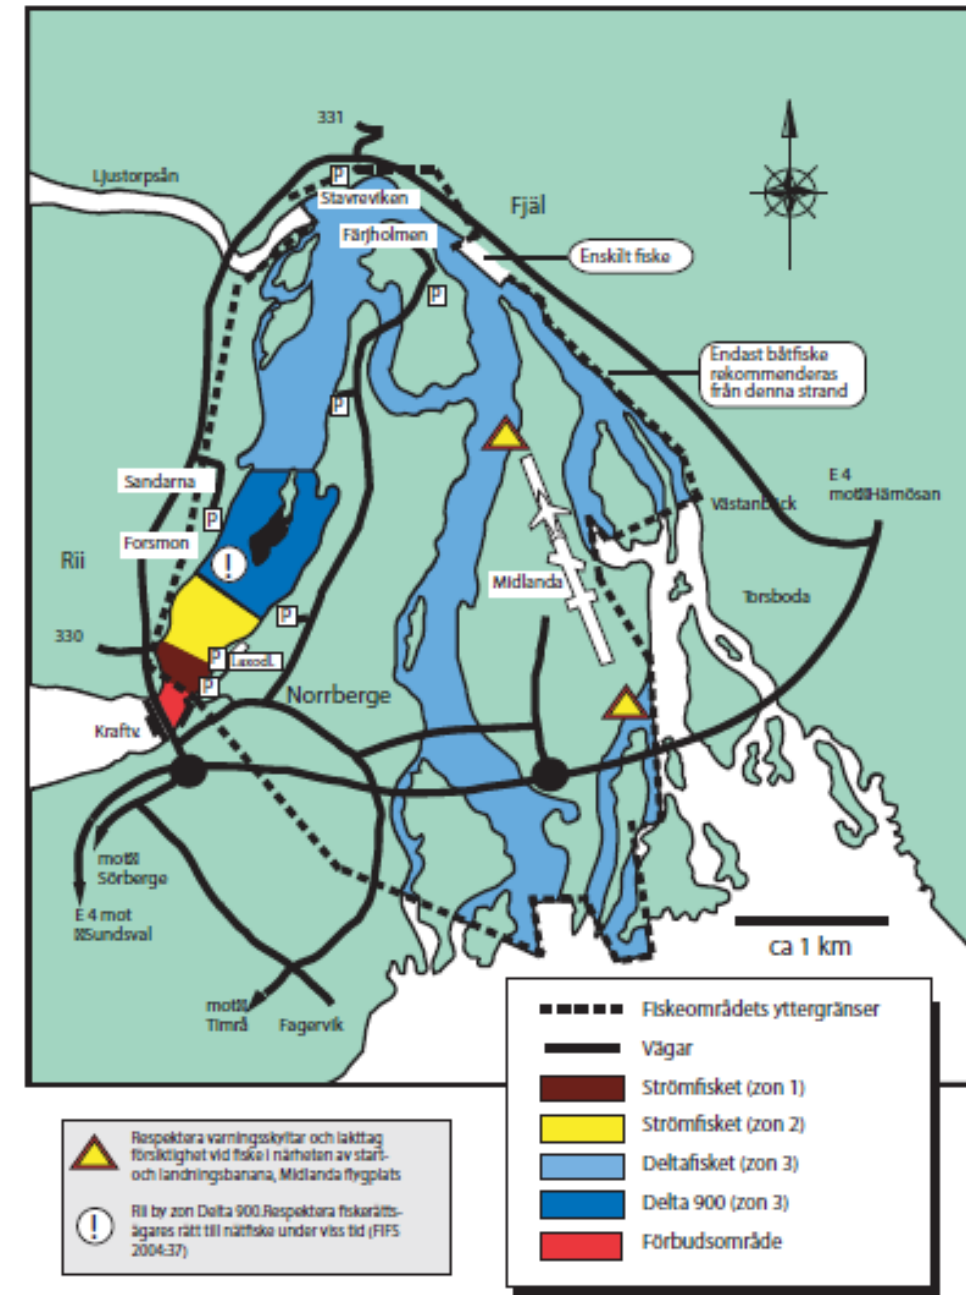 331
Ljustorpsån
P
Stavreviken
Fjäl
Färjholmen
Enskilt fiske
P
Endast båtfiske
rekommenderas
från denna strand
P
Sandarna
E 4
mot Hämösan
Västanbäck
P
Forsmon
!
Rii
Midlanda
Torsboda
P
330
P
Laxodl.
P
Norrberge
Kraftv.
mot
Sörberge
E 4 mot
Sundsval
ca 1 km
mot
Timrå
Fagervik
Fiskeområdets yttergränser
Vägar
Strömfisket (zon 1)
Strömfisket (zon 2)
Deltafisket (zon 3)
Delta 900 (zon 3)
Förbudsområde
Respektera varningsskyltar och iakttag
försiktighet vid fiske i närheten av start-
och landningsbanana, Midlanda flygplats
!
Rii by zon Delta 900.Respektera fiskerätts-
ägares rätt till nätfiske under viss tid (FIFS
2004:37)